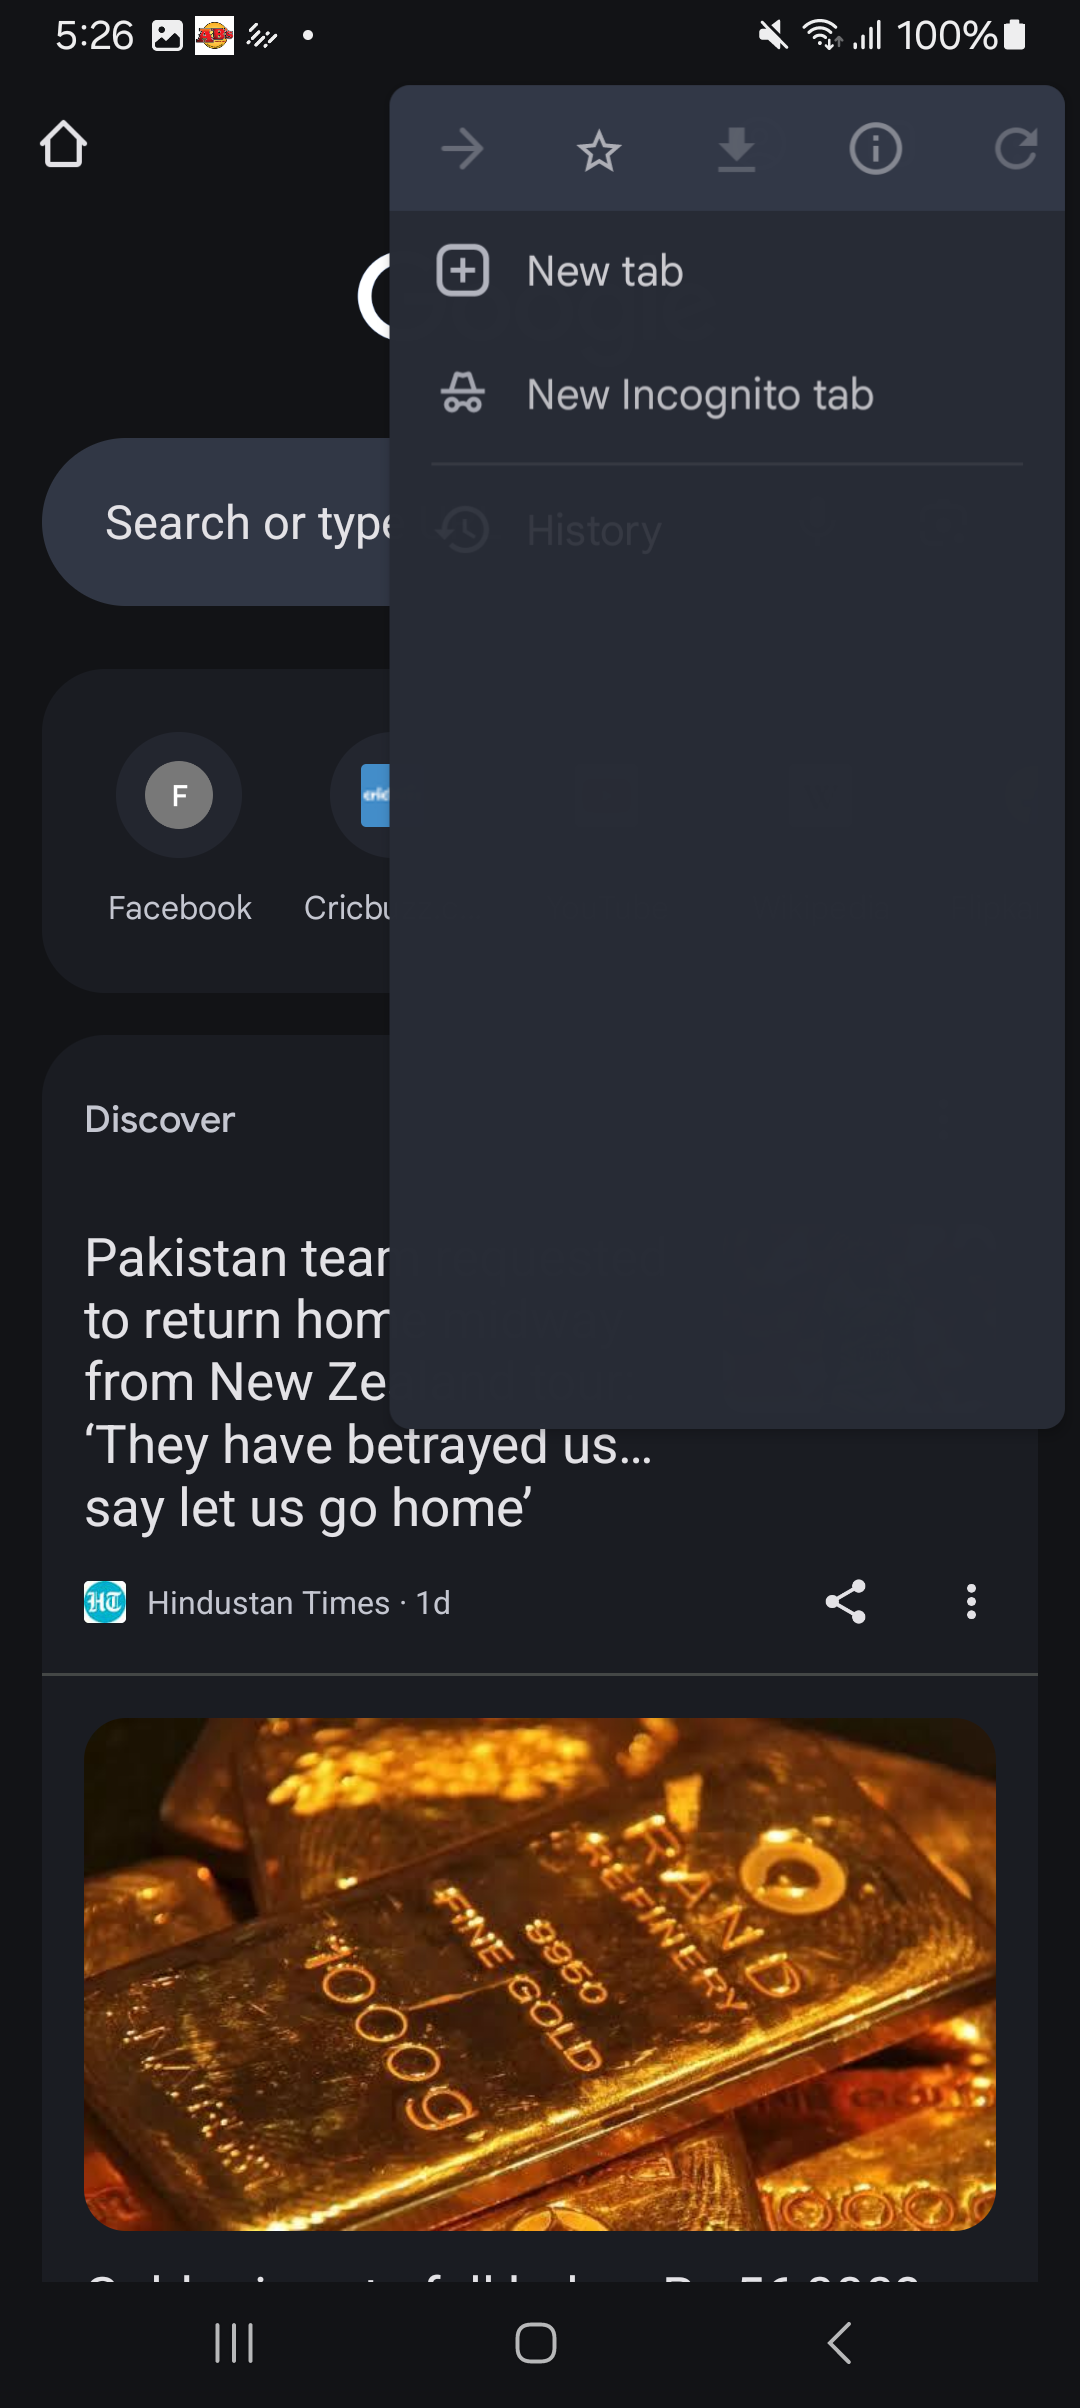 5:26
100%
New tab
New Incognito tab
Search or type
History
F
cric
Facebook
Cricbu
Discover
Pakistan team
to return hom
from New Ze
‘They have betrayed us...
say let us go home’
HT
Hindustan Times · 1d
RAND
REFINERY
9950
FINE GOLD
1000g